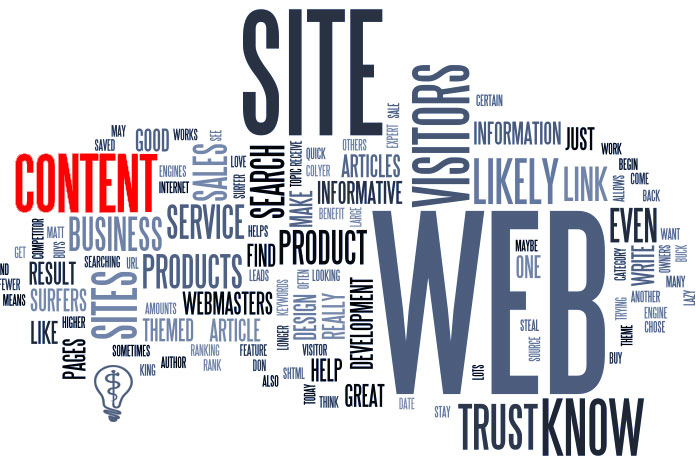 SITE
VISITORS
CERTAIN
SALE
EXPERT
OTHERS
MAY
SAVED
GOOD
WORKS
SEE
INFORMATION
JUST
WORK
CONTENT
ENGINES
INTERNET
SALES
LOVE
SURFER
SEARCH
TOPIC
RECEIVE
QUICK
COLYER
ARTICLES
INFORMATIVE
LIKELY
LINK
BEGIN
COME
ALLOWS
BACK
COMPETITOR
MATT
BUYS
BUSINESS
SERVICE
HELPS
MAKE
BENEFIT
LARGE
WEB
MAYBE
ONE
EVEN
WANT
OWNERS
BUCK
GET
RESULT
SEARCHING
URL
PRODUCTS
FIND
PRODUCT
LEADS
OFTEN
LOOKING
CATEGORY
WRITE
MANY
LAZY
ND
FEWER
MEANS
SURFERS
SITES
AMOUNTS
WEBMASTERS
KEYWORDS
DESIGN
REALLY
DEVELOPMENT
TRYING
ANOTHER
ENGINE
CHOSE
LIKE
HIGHER
THEMED
ARTICLE
LONGER
STEAL
SOURCE
THEME
BUY
PAGES
SOMETIMES
KING
AUTHOR
RANKING
RANK
FEATURE
DON
ALSO
VISITOR
SHTML
HELP
TODAY
THINK
GREAT
DATE
STAY
LOTS
TRUST
KNOW